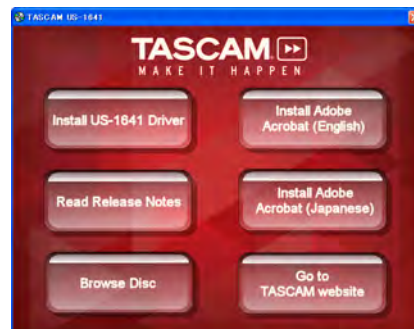 TASCAM US-1641
TASCAM
MAKE IT HAPPEN
Install US-1641 Driver
Install Adobe
Acrobat (English)
Read Release Notes
Install Adobe
Acrobat (Japanese)
Browse Disc
Go to
TASCAM website